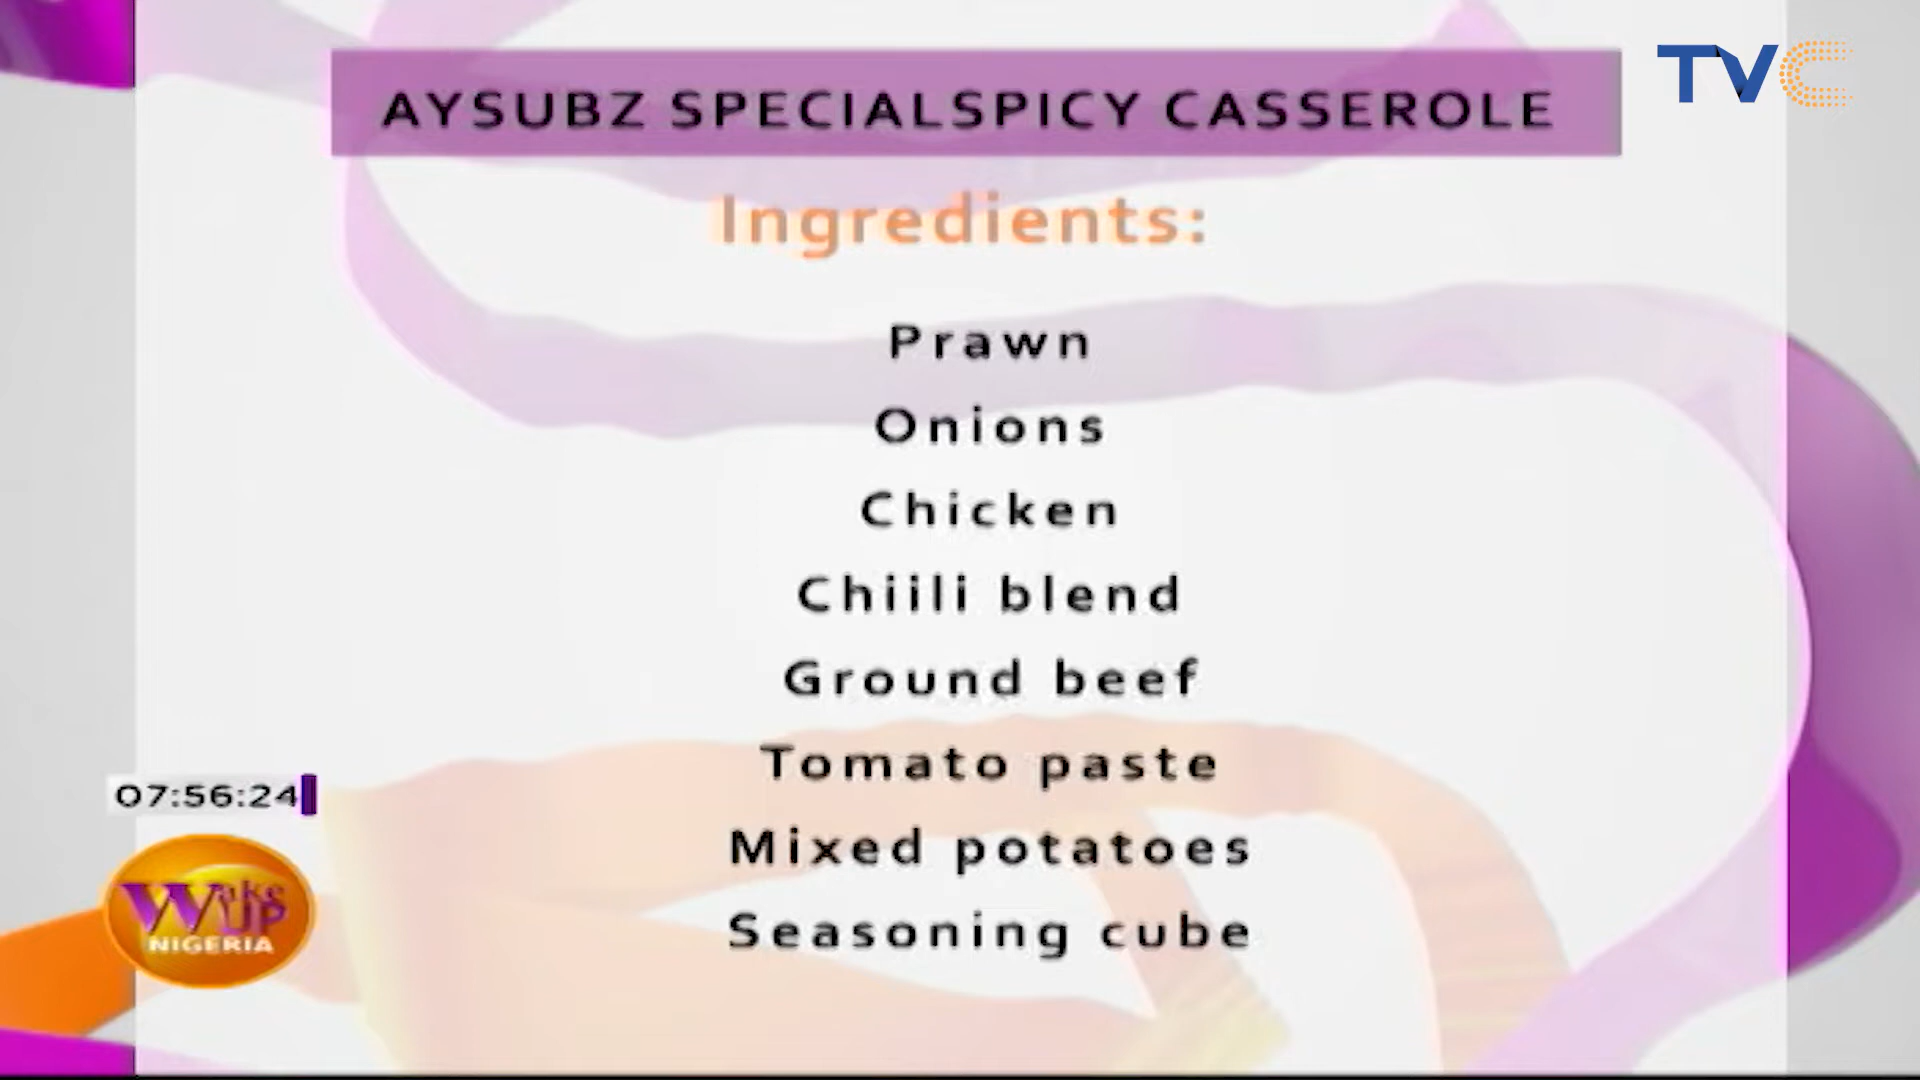 TVC
AYSUBZ SPECIALSPICY CASSEROLE
Ingredients:
Prawn
Onions
Chicken
Chiili blend
Ground beef
Tomato paste
Mixed potatoes
Seasoning cube
07:56:24
Wake
UP
NIGERIA